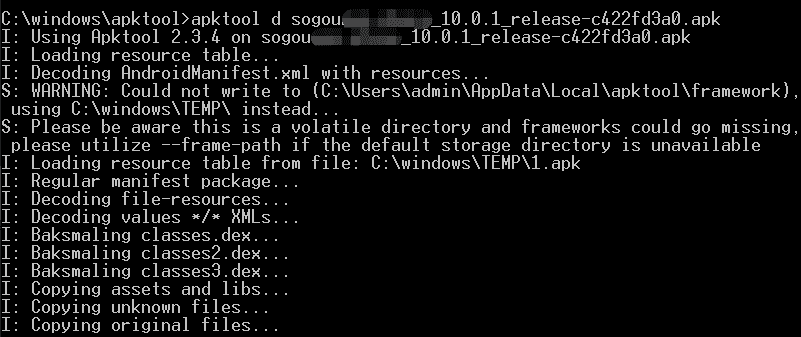 C:\windows\apktool>apktool d sogou _10.0.1_release-c422fd3a0.apk
I: Using Apktool 2.3.4 on sogou _10.0.1_release-c422fd3a0.apk
I: Loading resource table...
I: Decoding AndroidManifest.xml with resources...
S: WARNING: Could not write to (C:\Users\admin\AppData\Local\apktool\framework),
using C:\windows\TEMP\ instead...
S: Please be aware this is a volatile directory and frameworks could go missing,
please utilize --frame-path if the default storage directory is unavailable
I: Loading resource table from file: C:\windows\TEMP\1.apk
I: Regular manifest package...
I: Decoding file-resources...
I: Decoding values */* XMLs...
I: Baksmaling classes.dex...
I: Baksmaling classes2.dex...
I: Baksmaling classes3.dex...
I: Copying assets and libs...
I: Copying unknown files...
I: Copying original files...